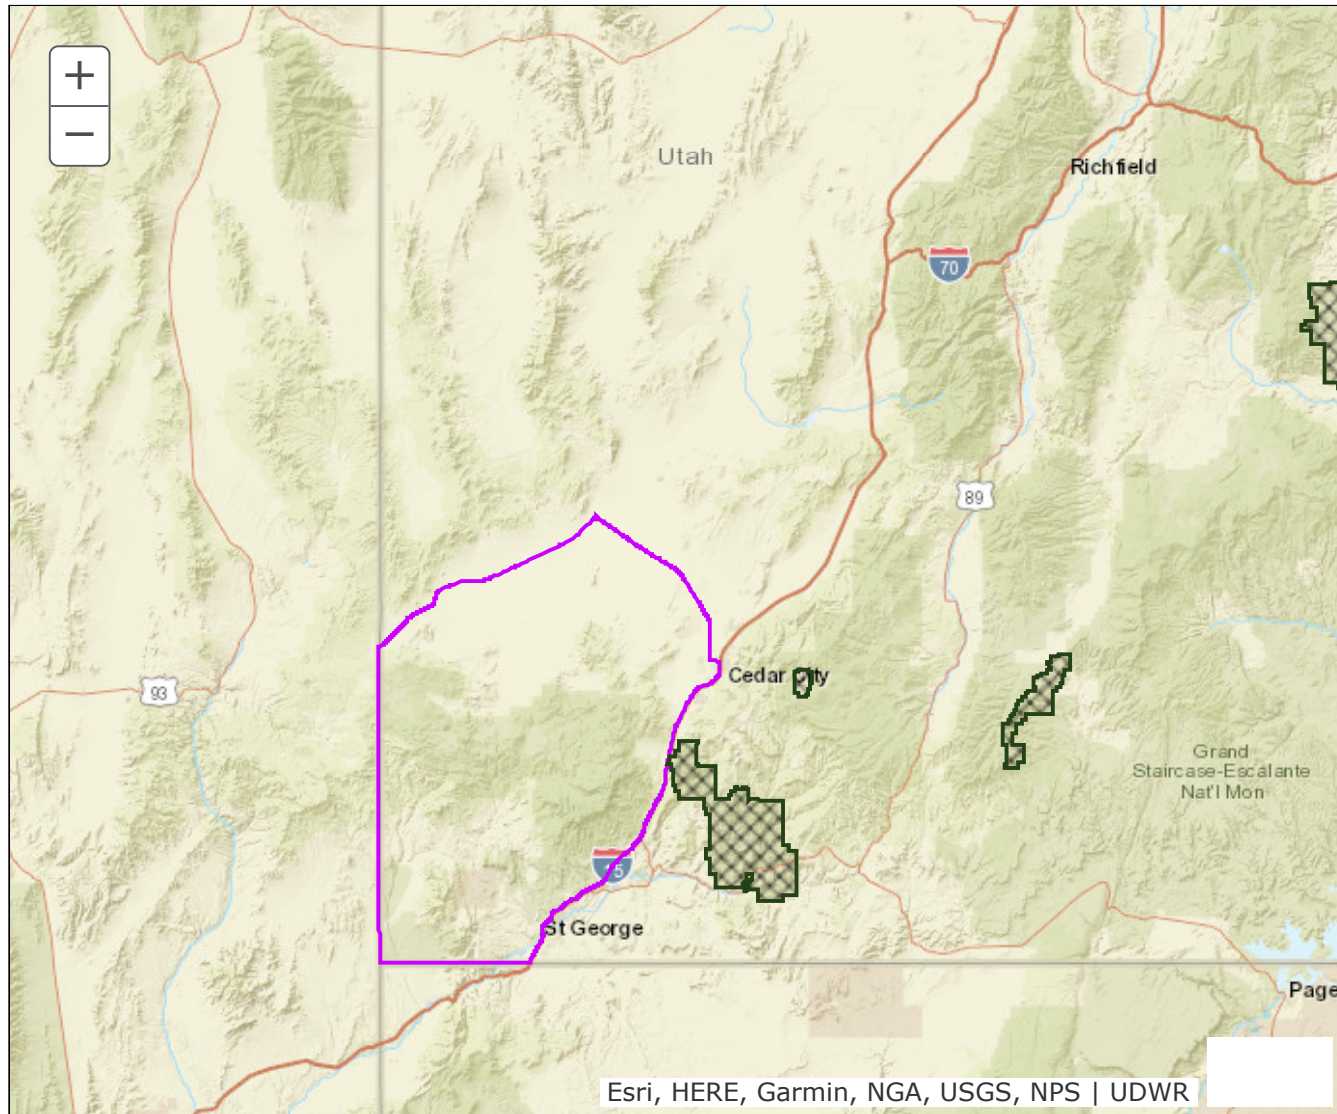 +
−
Utah
Richfield
70
89
Cedar City
93
Grand
Staircase-Escalante
Nat'l Mon
15
St George
Page
Esri, HERE, Garmin, NGA, USGS, NPS | UDWR